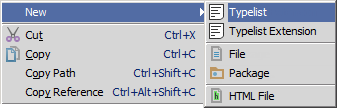 New
Cut Ctrl+X
Copy Ctrl+C
Copy Path Ctrl+Shift+C
Copy Reference Ctrl+Alt+Shift+C
Typelist
Typelist Extension
File
Package
HTML File